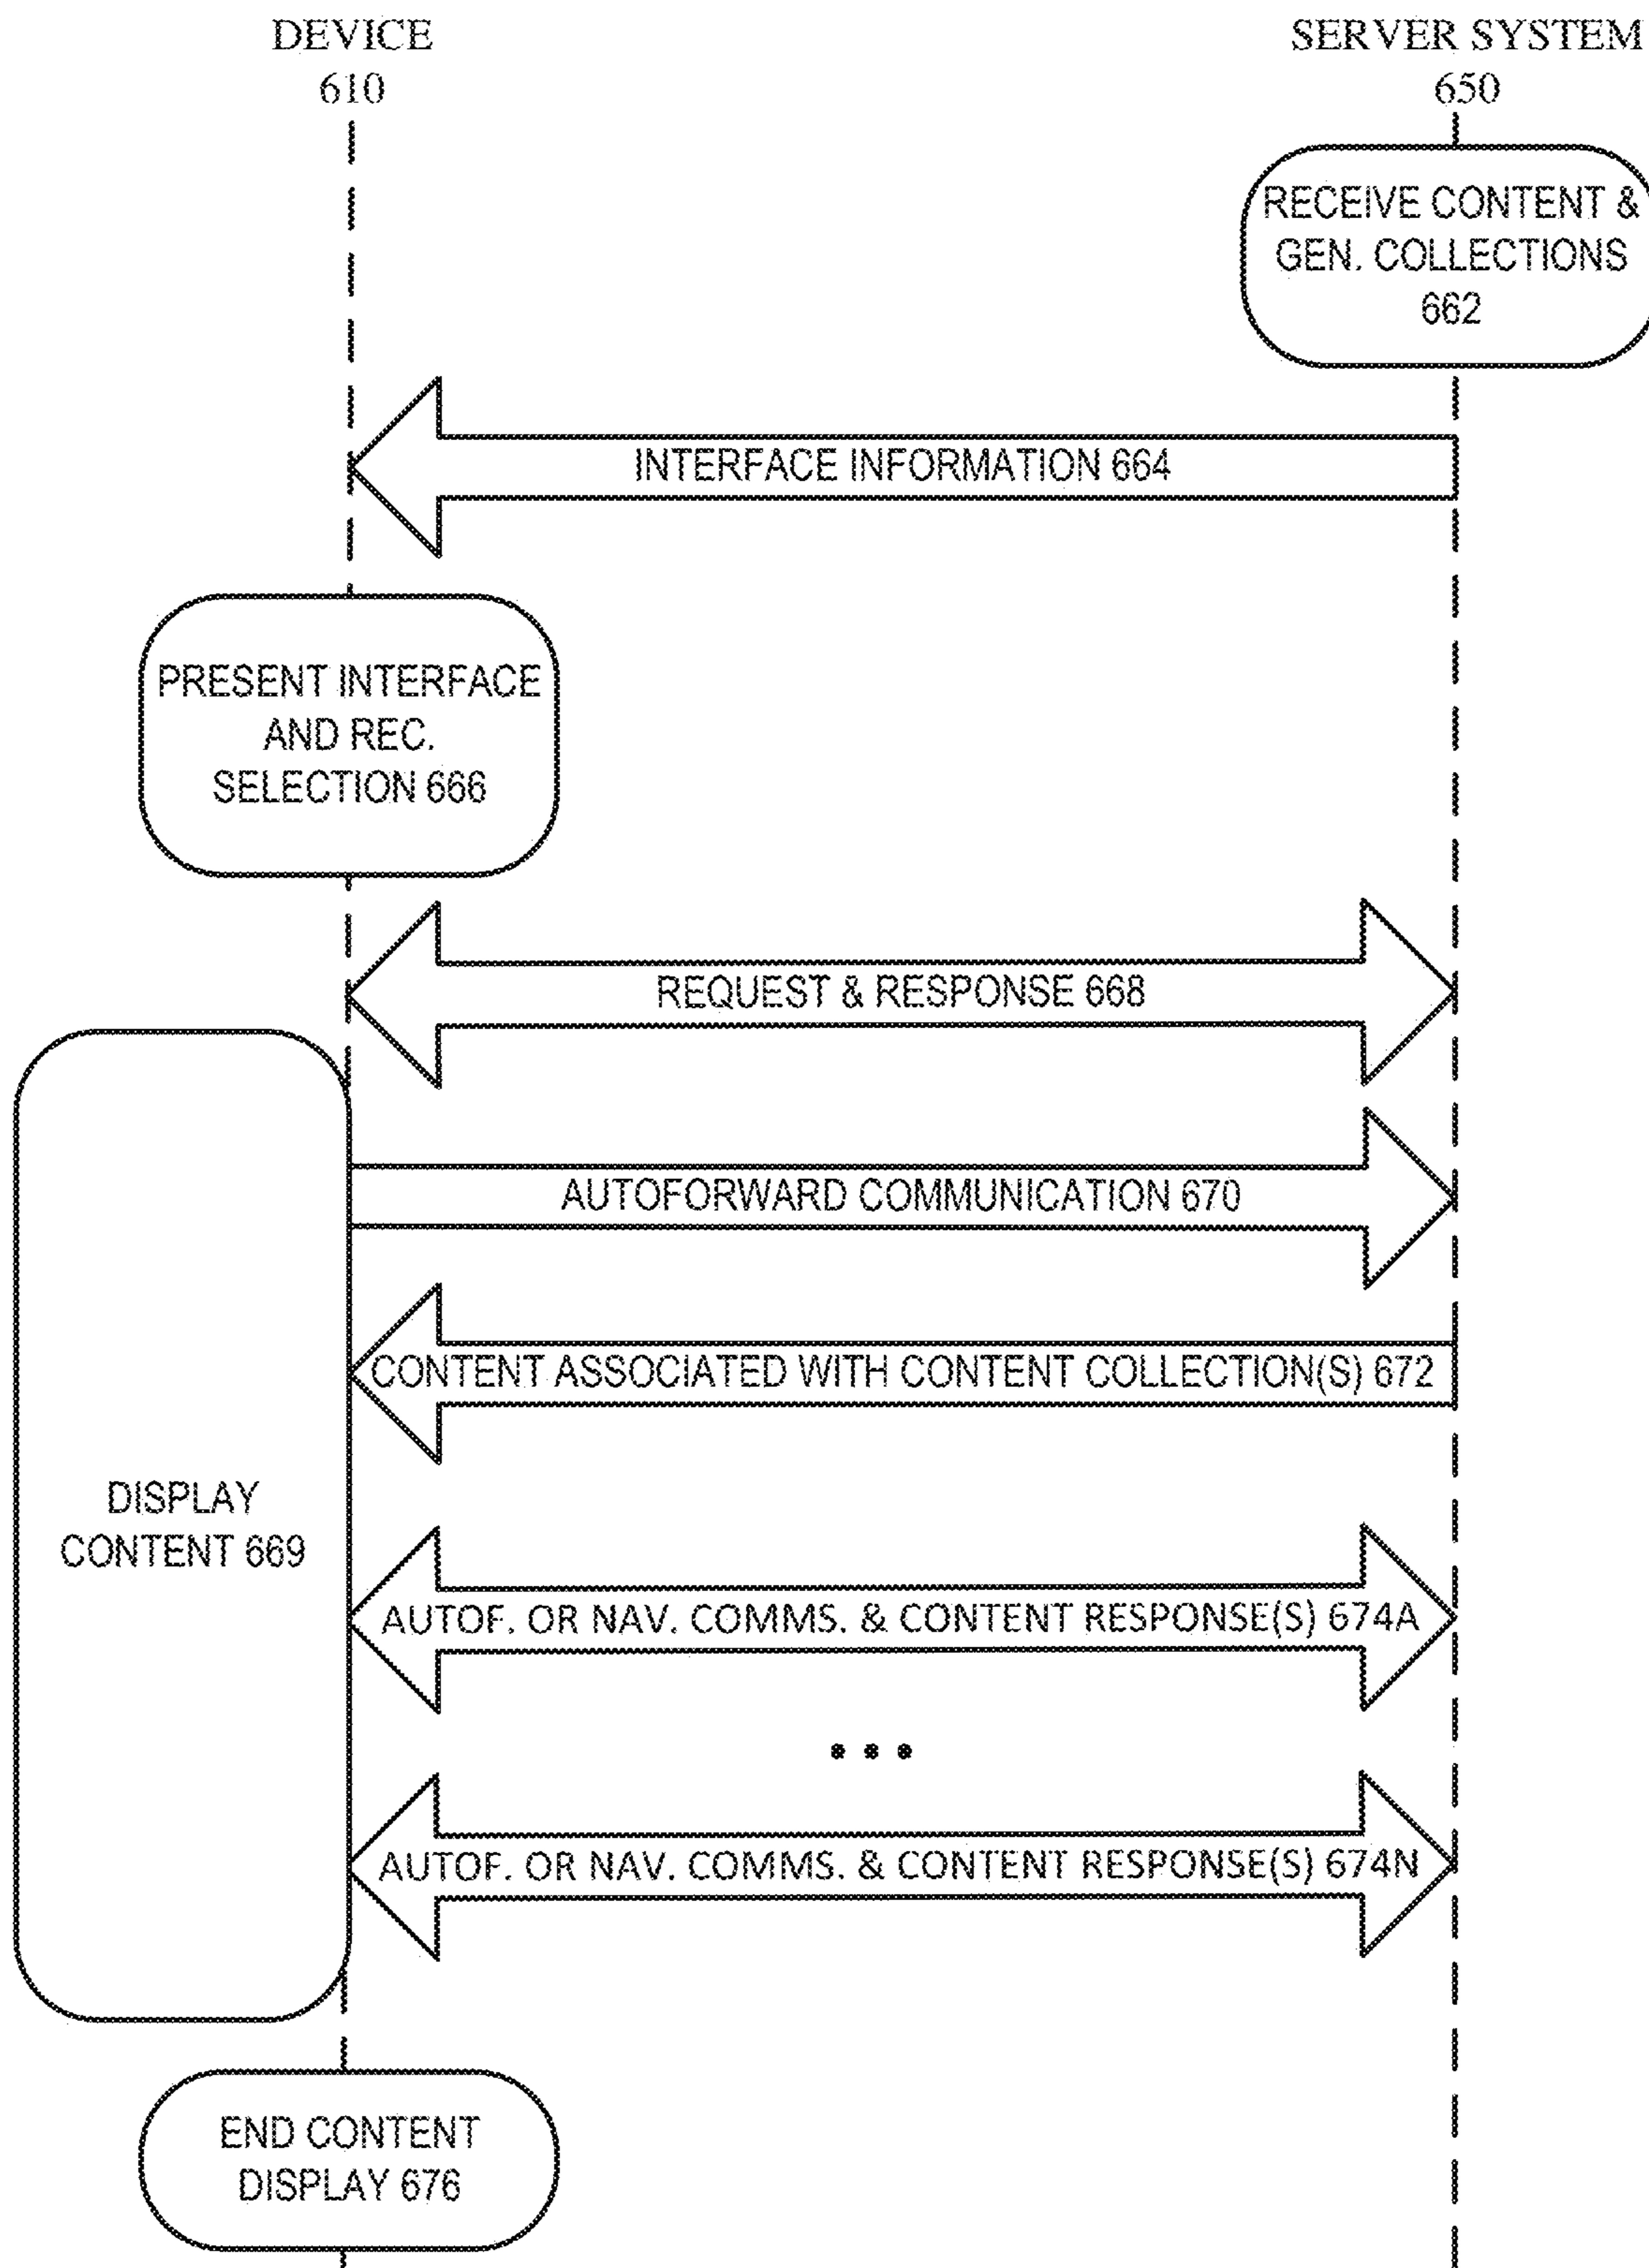 DEVICE
610
SERVER SYSTEM
650
RECEIVE CONTENT &
GEN. COLLECTIONS
662
INTERFACE INFORMATION 664
PRESENT INTERFACE
AND REC.
SELECTION 666
REQUEST & RESPONSE 668
AUTOFORWARD COMMUNICATION 670
CONTENT ASSOCIATED WITH CONTENT COLLECTION(S) 672
DISPLAY
CONTENT 669
AUTOF. OR NAV. COMMS. & CONTENT RESPONSE(S) 674A
...
AUTOF. OR NAV. COMMS. & CONTENT RESPONSE(S) 674N
END CONTENT
DISPLAY 676